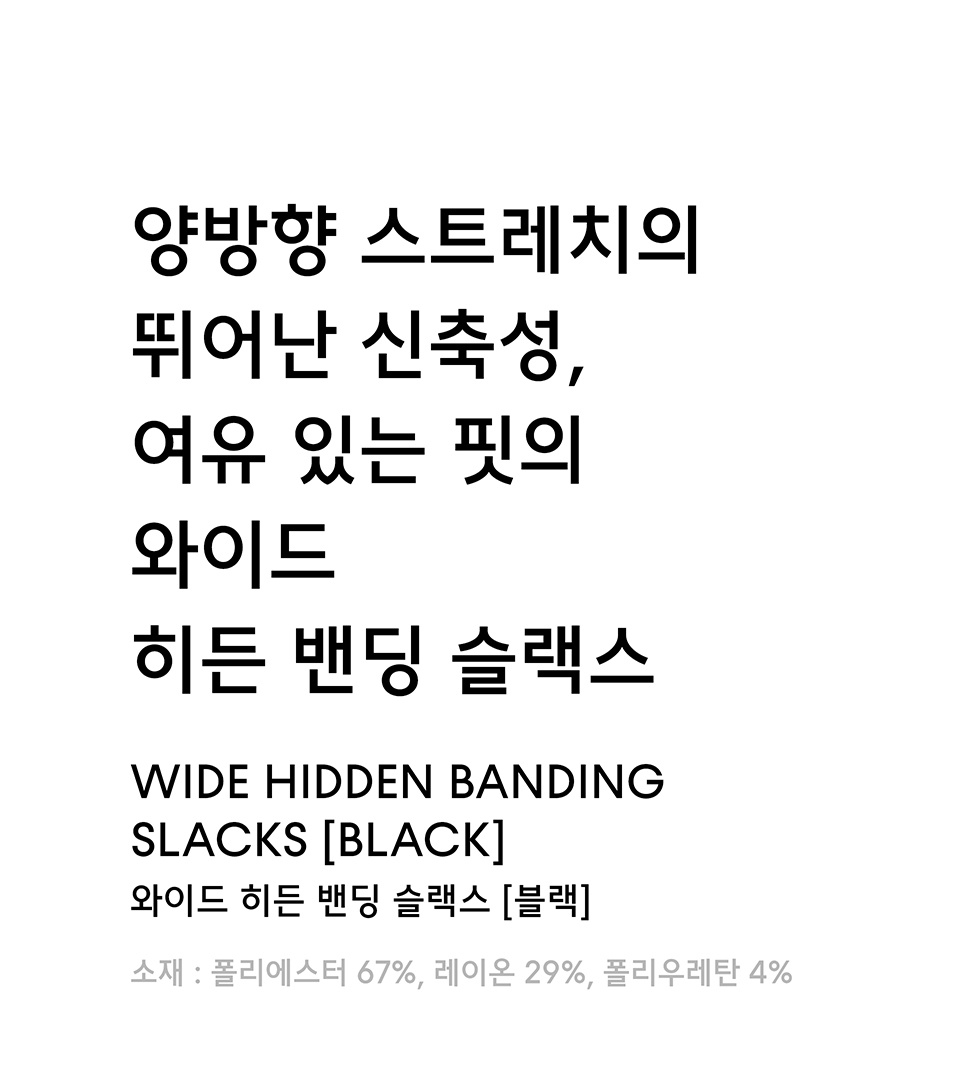 양방향 스트레치의
뛰어난 신축성,
여유 있는 핏의
와이드
히든 밴딩 슬랙스
WIDE HIDDEN BANDING
SLACKS [BLACK]
와이드 히든 밴딩 슬랙스 [블랙]
소재 : 폴리에스터 67%, 레이온 29%, 폴리우레탄 4%